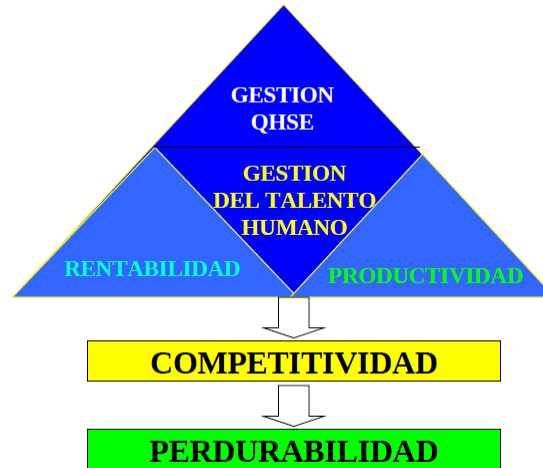 GESTION
QHSE
GESTION
DEL TALENTO
HUMANO
RENTABILIDAD
PRODUCTIVIDAD
COMPETITIVIDAD
PERDURABILIDAD